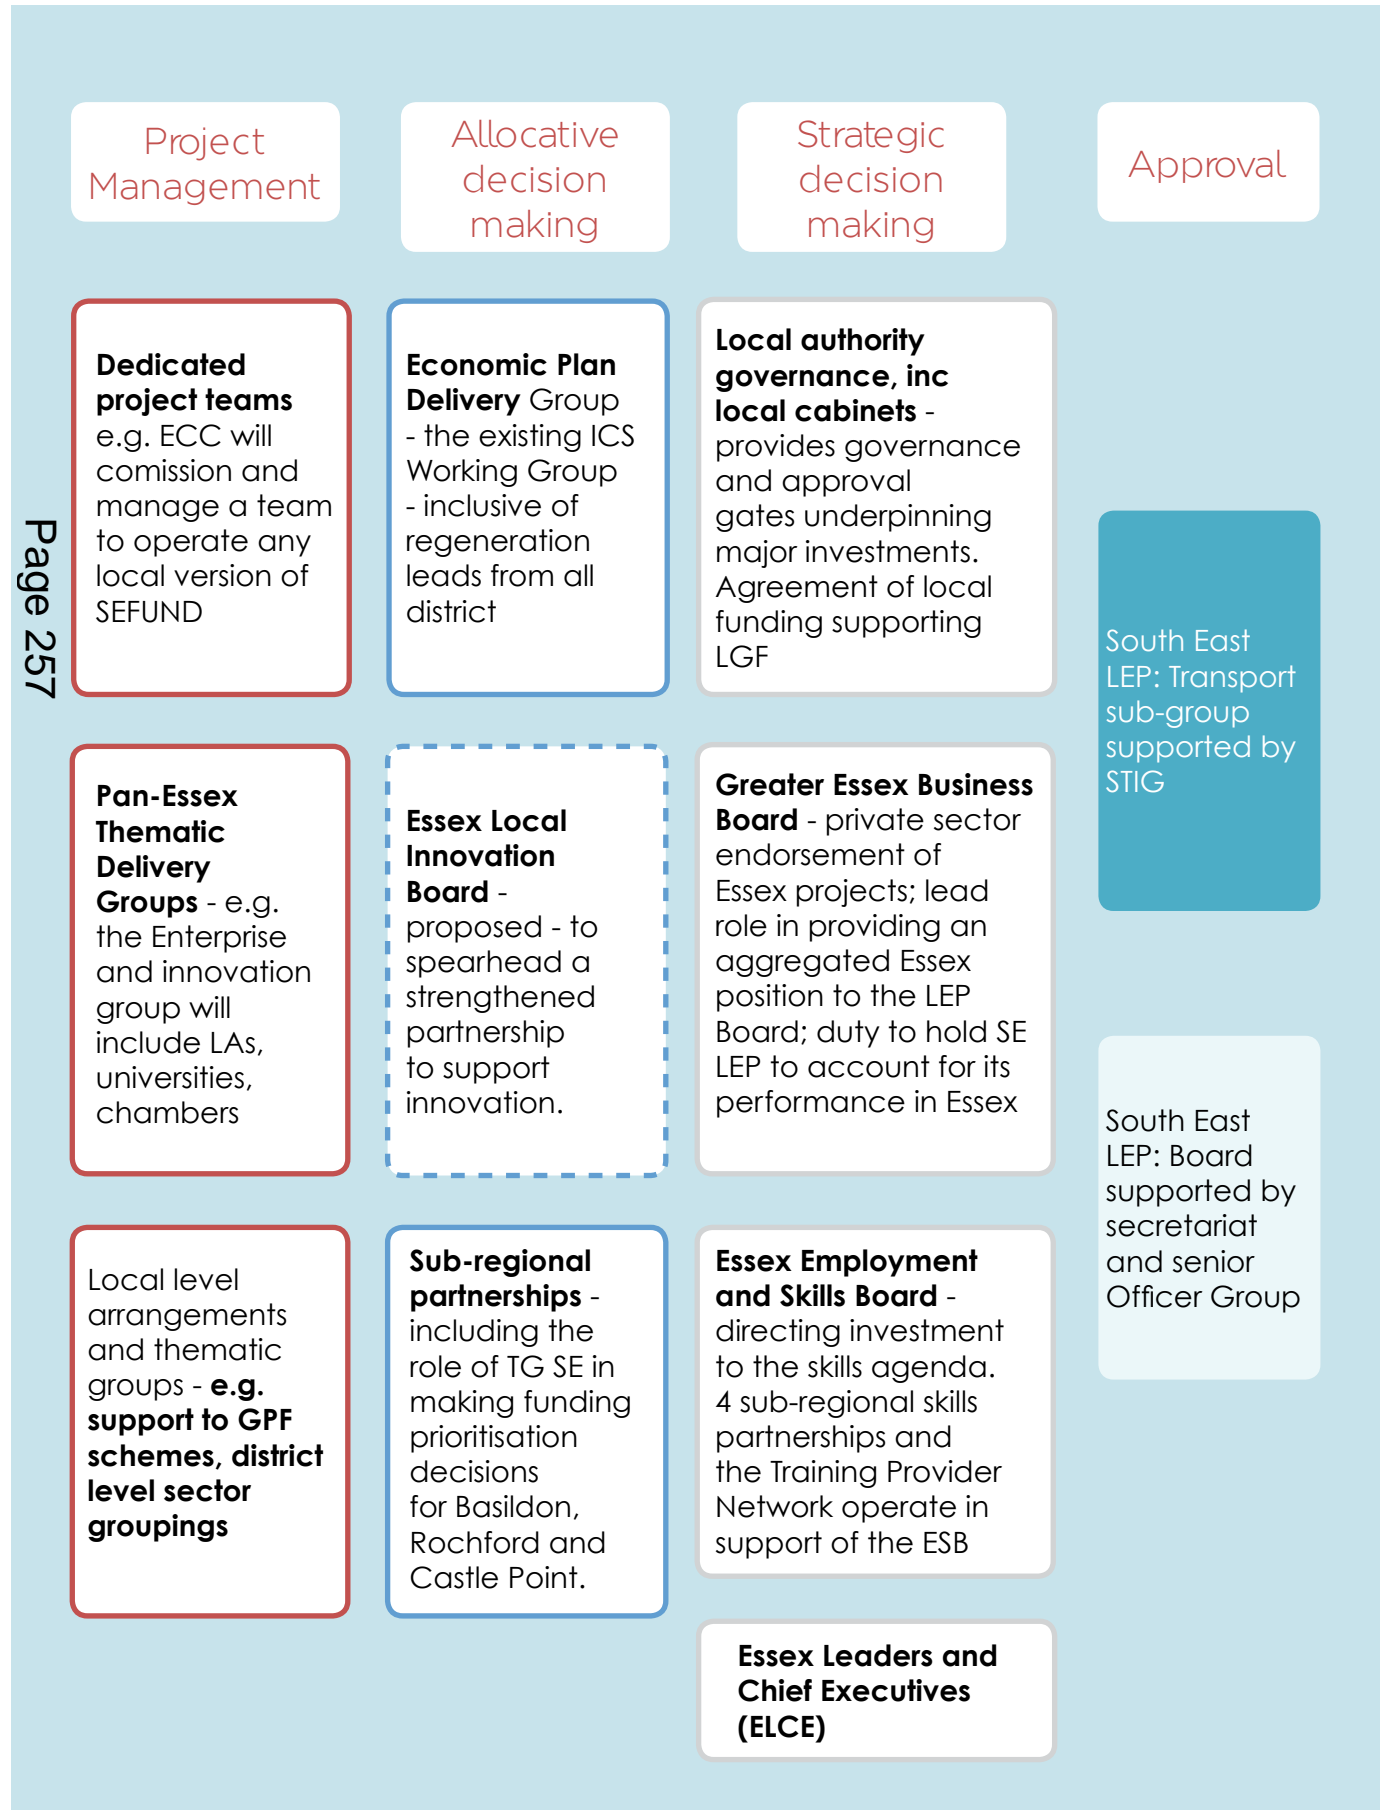 Project
Management
Allocative
decision
making
Strategic
decision
making
Approval
Dedicated
project teams
e.g. ECC will
comission and
manage a team
to operate any
local version of
SEFUND
Economic Plan
Delivery Group
- the existing ICS
Working Group
- inclusive of
regeneration
leads from all
district
Local authority
governance, inc
local cabinets -
provides governance
and approval
gates underpinning
major investments.
Agreement of local
funding supporting
LGF
South East
LEP: Transport
sub-group
supported by
STIG
Page 257
Pan-Essex
Thematic
Delivery
Groups - e.g.
the Enterprise
and innovation
group will
include LAs,
universities,
chambers
Essex Local
Innovation
Board -
proposed - to
spearhead a
strengthened
partnership
to support
innovation.
Greater Essex Business
Board - private sector
endorsement of
Essex projects; lead
role in providing an
aggregated Essex
position to the LEP
Board; duty to hold SE
LEP to account for its
performance in Essex
South East
LEP: Board
supported by
secretariat
and senior
Officer Group
Local level
arrangements
and thematic
groups - e.g.
support to GPF
schemes, district
level sector
groupings
Sub-regional
partnerships -
including the
role of TG SE in
making funding
prioritisation
decisions
for Basildon,
Rochford and
Castle Point.
Essex Employment
and Skills Board -
directing investment
to the skills agenda.
4 sub-regional skills
partnerships and
the Training Provider
Network operate in
support of the ESB
Essex Leaders and
Chief Executives
(ELCE)